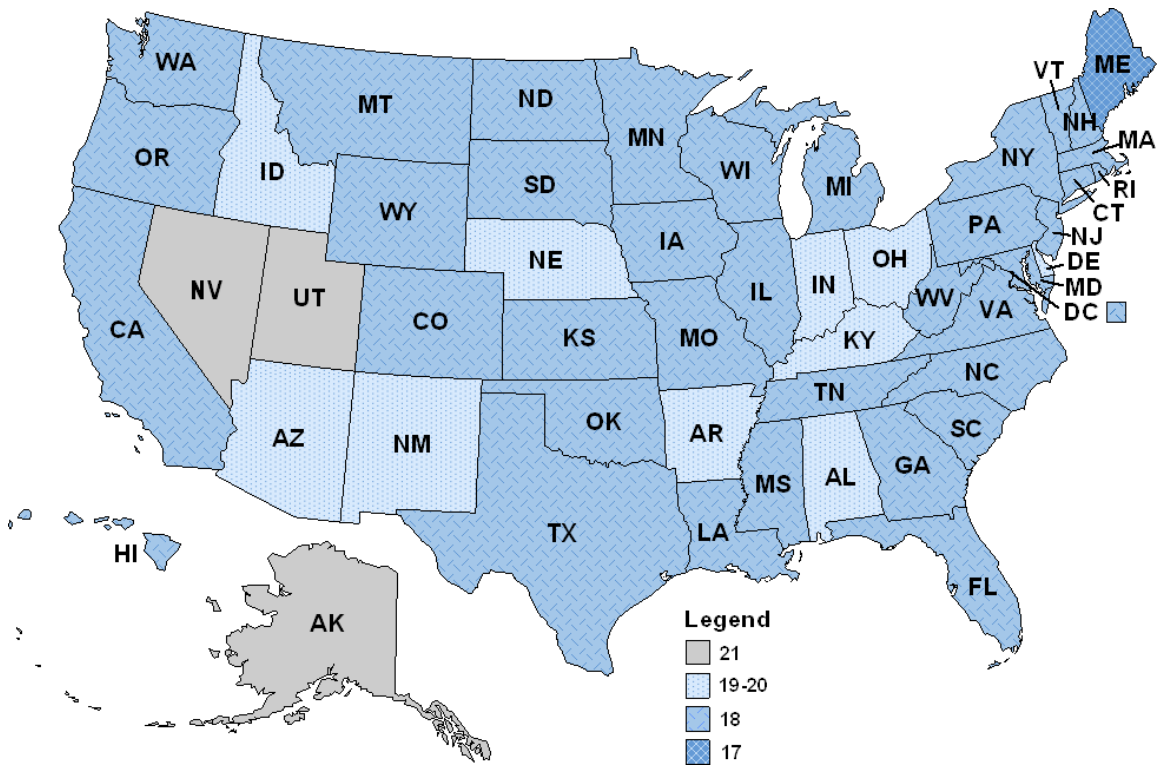 WA
MT
ND
MN
VT
ME
NH
MA
OR
ID
SD
WI
MI
NY
RI
CT
WY
IA
PA
NJ
NE
OH
DE
NV
UT
IL
IN
WV
MD
CA
CO
KS
MO
KY
VA
DC
TN
NC
AZ
NM
OK
AR
SC
MS
AL
GA
TX
LA
HI
FL
AK
Legend
21
19-20
18
17